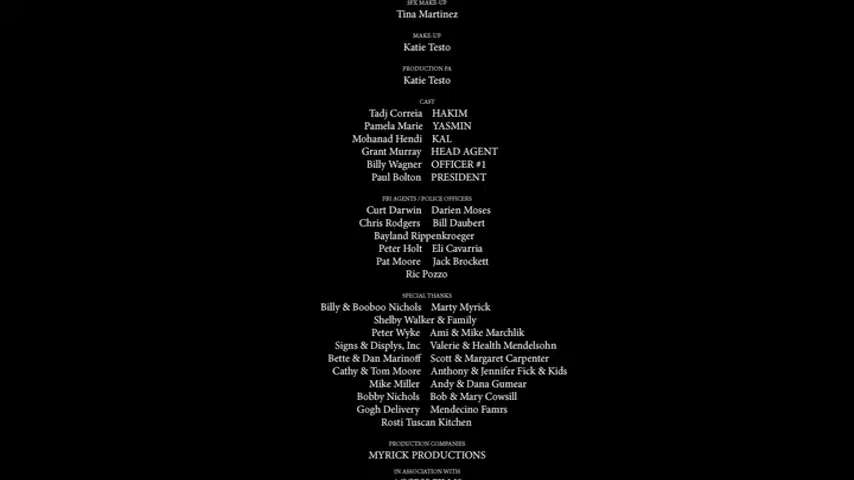 SFX MAKE-UP
Tina Martinez
MAKE-UP
Katie Testo
PRODUCTION PA
Katie Testo
CAST
Tadj Correia HAKIM
Pamela Marie YASMIN
Mohanad Hendi KAL
Grant Murray HEAD AGENT
Billy Wagner OFFICER #1
Paul Bolton PRESIDENT
FBI AGENTS / POLICE OFFICERS
Curt Darwin Darien Moses
Chris Rodgers Bill Daubert
Bayland Rippenkroeger
Peter Holt Eli Cavarria
Pat Moore Jack Brockett
Ric Pozzo
SPECIAL THANKS
Billy & Booboo Nichols Marty Myrick
Shelby Walker & Family
Peter Wyke Ami & Mike Marchlik
Signs & Displys, Inc Valerie & Health Mendelsohn
Bette & Dan Marinoff Scott & Margaret Carpenter
Cathy & Tom Moore Anthony & Jennifer Fick & Kids
Mike Miller Andy & Dana Gumear
Bobby Nichols Bob & Mary Cowsill
Gogh Delivery Mendecino Famrs
Rosti Tuscan Kitchen
PRODUCTION COMPANIES
MYRICK PRODUCTIONS
IN ASSOCIATION WITH